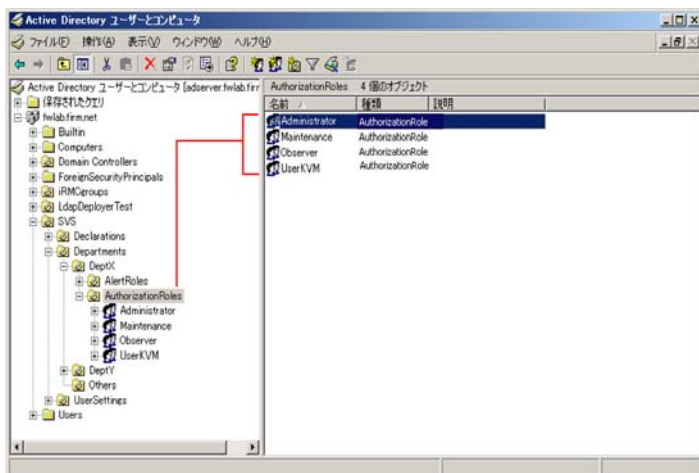 Active Directory ユーザーとコンピュータ
ファイル(F) 操作(A) 表示(V) ウィンドウ(W) ヘルプ(H)
Active Directory ユーザーとコンピュータ [adserver.fwlab.firr
保存されたクエリ
fwlab.firm.net
Builtin
Computers
Domain Controllers
ForeignSecurityPrincipals
iRMCgroups
LdapDeployerTest
SVS
Declarations
Departments
DeptX
AlertRoles
AuthorizationRoles
Administrator
Maintenance
Observer
UserKVM
DeptY
Others
UserSettings
Users
AuthorizationRoles 4 個のオブジェクト
名前 種類 説明
Administrator AuthorizationRole
Maintenance AuthorizationRole
Observer AuthorizationRole
UserKVM AuthorizationRole